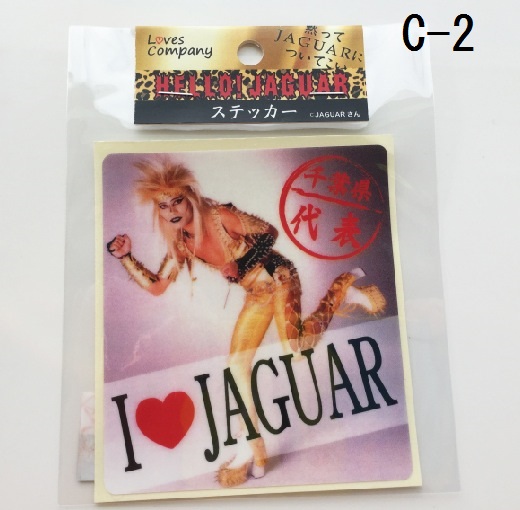 C-2
Loves
Company
黙って
JAGUARに
ついてこい
HELLO! JAGUAR
ステッカー
©JAGUARさん
千葉県
代表
I ♥ JAGUAR